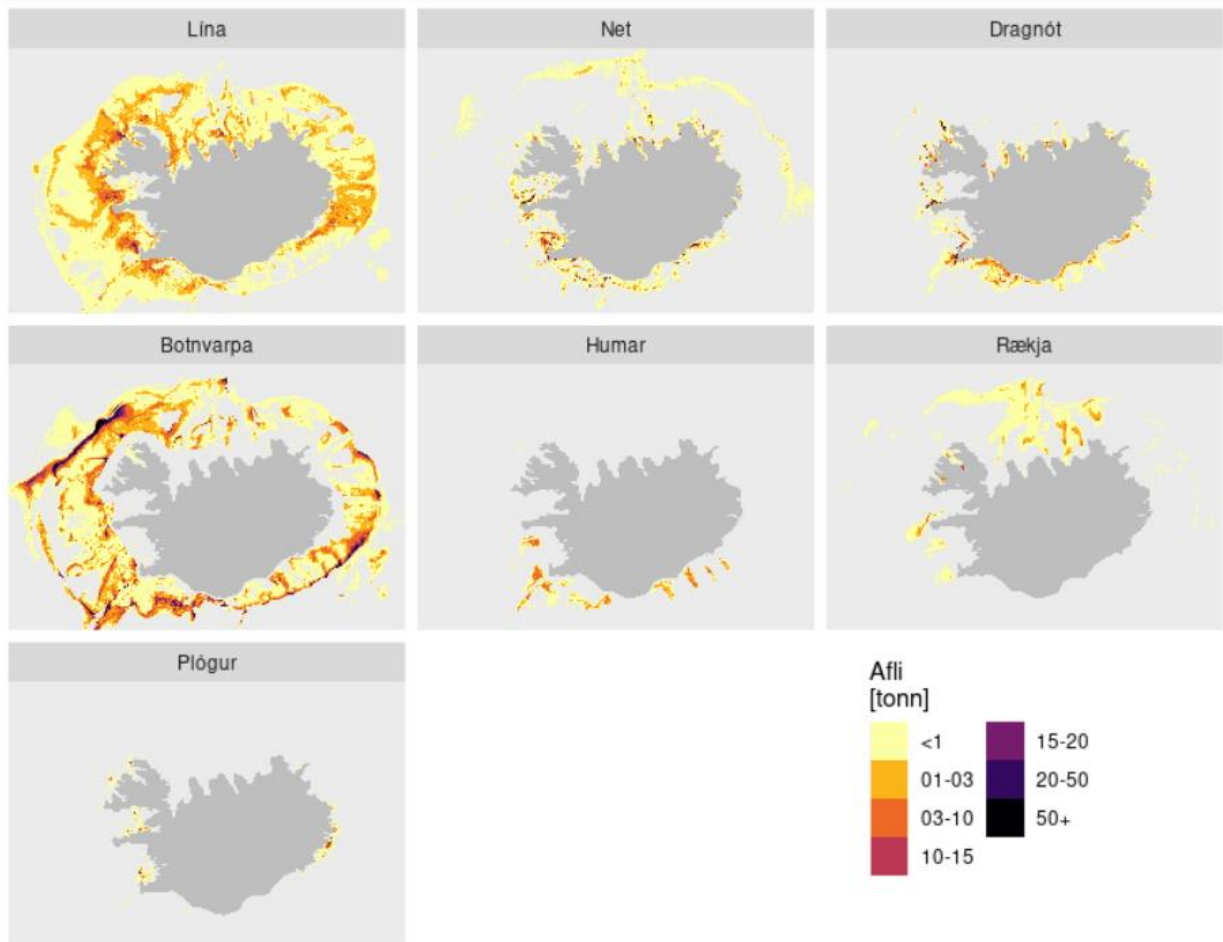 Lína
Net
Dragnót
Botnvarpa
Humar
Rækja
Plógur
Afli
[tonn]
<1
15-20
01-03
20-50
03-10
50+
10-15